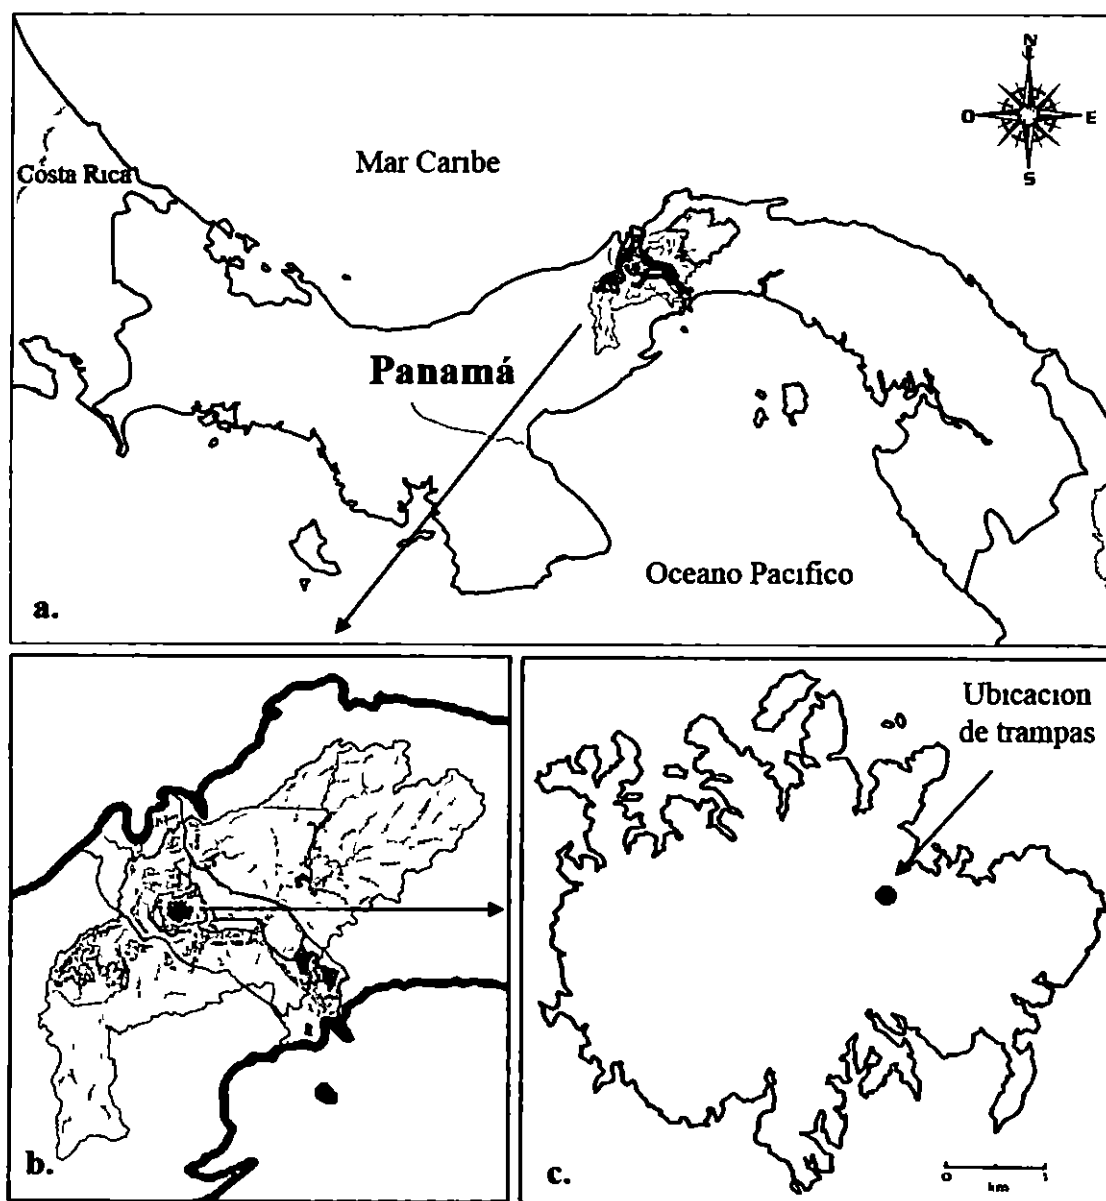 N
O
E
S
Mar Caribe
Costa Rica
Panamá
Oceano Pacifico
a.
b.
Ubicacion
de trampas
c.
0 1
km